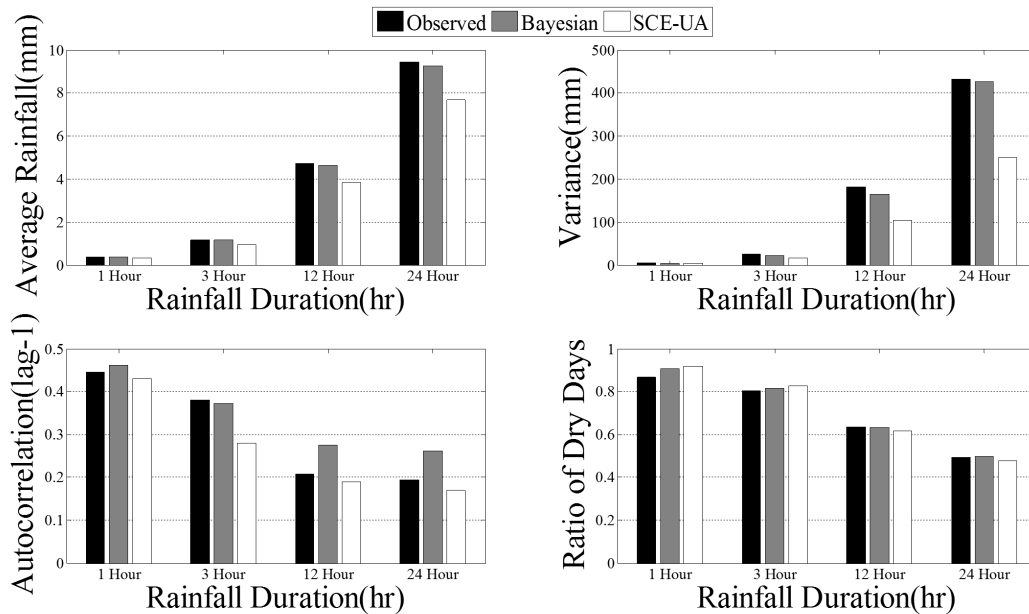 Observed Bayesian SCE-UA
Average Rainfall(mm)
10
8
6
4
2
0
1 Hour 3 Hour 12 Hour 24 Hour
Rainfall Duration(hr)
Variance(mm)
500
400
300
200
100
0
1 Hour 3 Hour 12 Hour 24 Hour
Rainfall Duration(hr)
Autocorrelation(lag-1)
0.5
0.4
0.3
0.2
0.1
0
1 Hour 3 Hour 12 Hour 24 Hour
Rainfall Duration(hr)
Ratio of Dry Days
1
0.8
0.6
0.4
0.2
0
1 Hour 3 Hour 12 Hour 24 Hour
Rainfall Duration(hr)